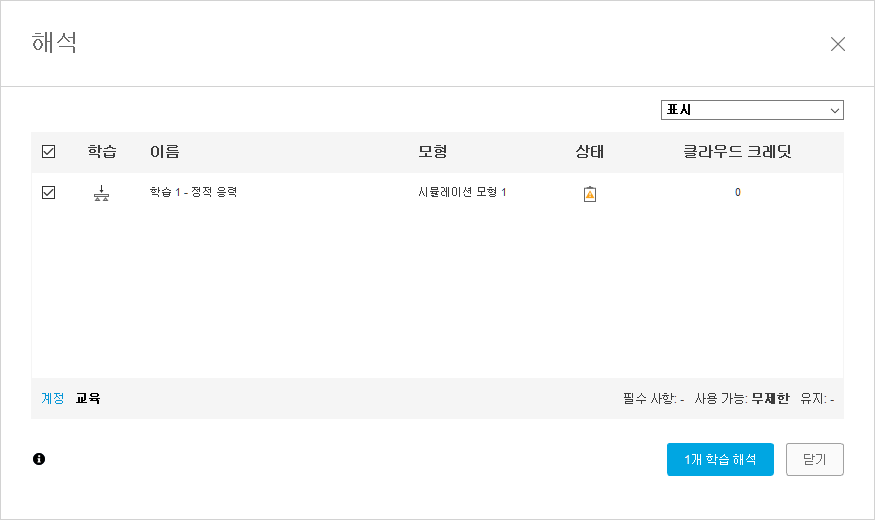 해석
표시
학습 이름 모형 상태 클라우드 크레딧
학습 1 - 정적 응력 시뮬레이션 모형 1 0
계정 교육 필수 사항: - 사용 가능: 무제한 유지: -
1개 학습 해석 닫기